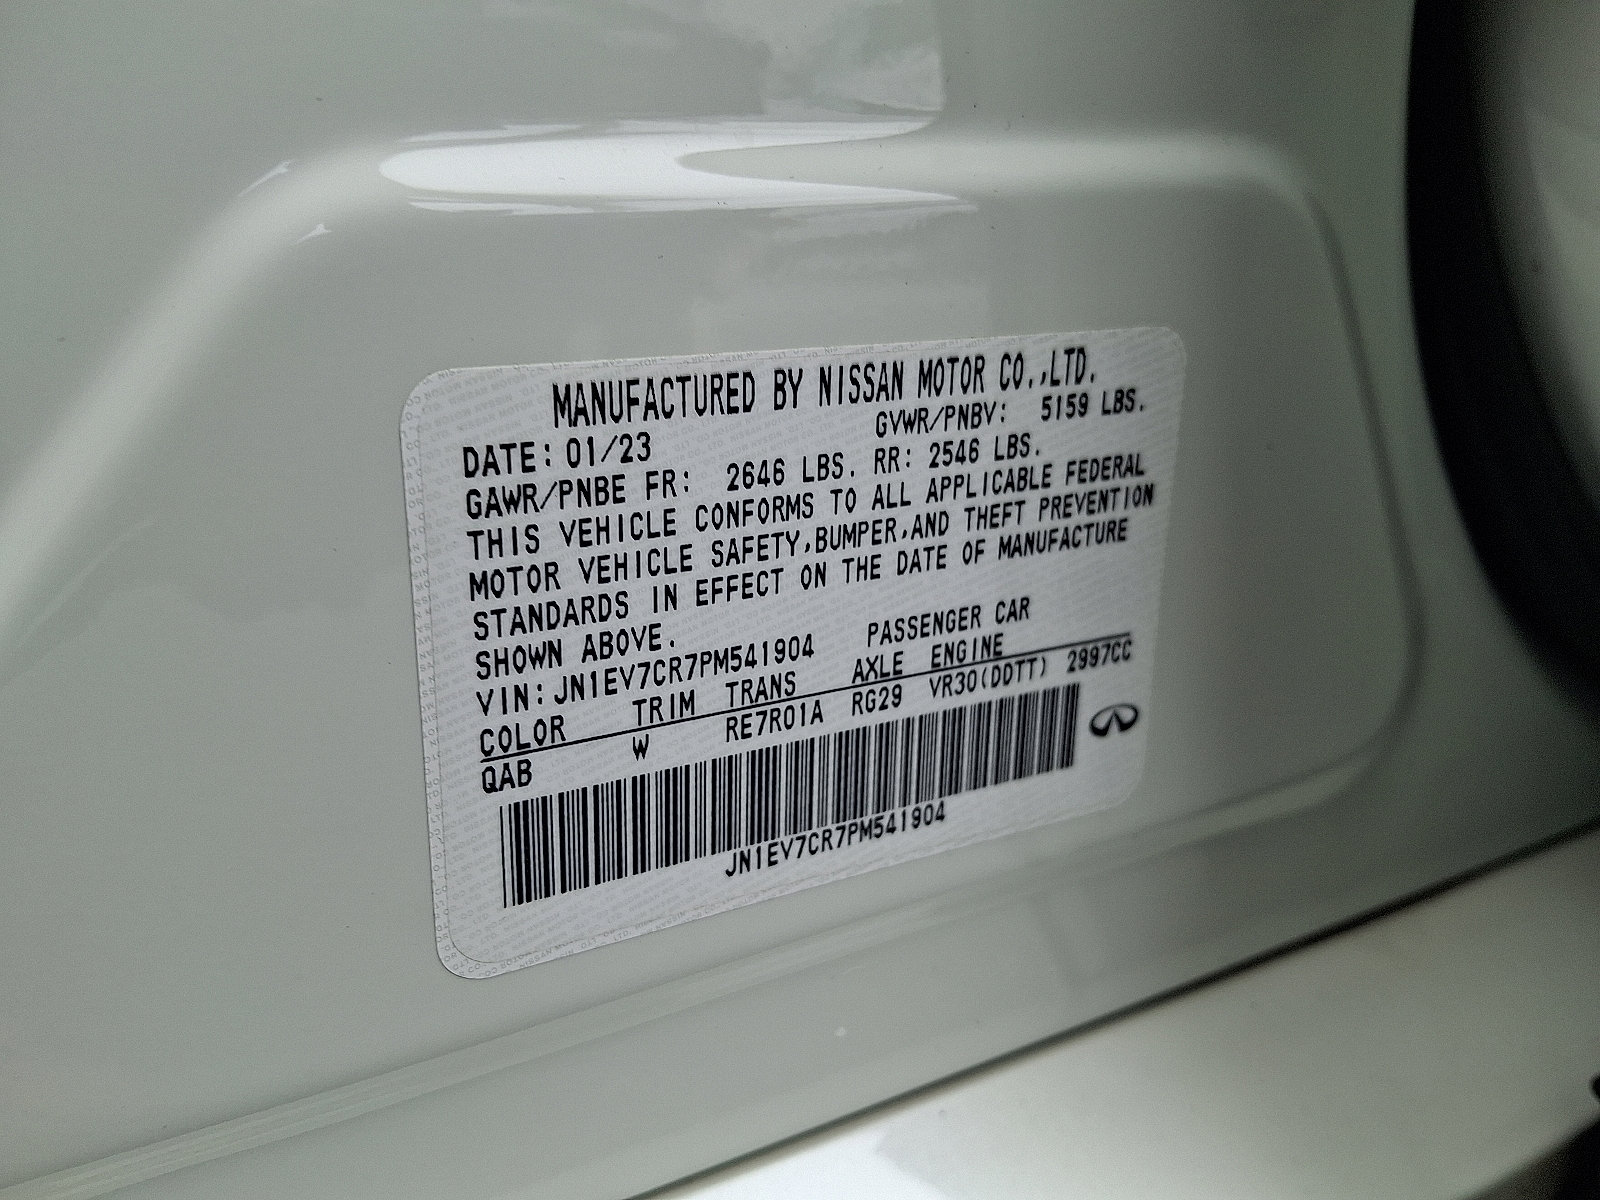 MANUFACTURED BY NISSAN MOTOR CO.,LTD.
DATE: 01/23 GVWR/PNBV: 5159 LBS.
GAWR/PNBE FR: 2646 LBS. RR: 2546 LBS.
THIS VEHICLE CONFORMS TO ALL APPLICABLE FEDERAL
MOTOR VEHICLE SAFETY,BUMPER,AND THEFT PREVENTION
STANDARDS IN EFFECT ON THE DATE OF MANUFACTURE
SHOWN ABOVE.
VIN: JN1EV7CR7PM541904 PASSENGER CAR
COLOR TRIM TRANS AXLE ENGINE
QAB W RE7R01A RG29 VR30(DDTT) 2997CC
JN1EV7CR7PM541904